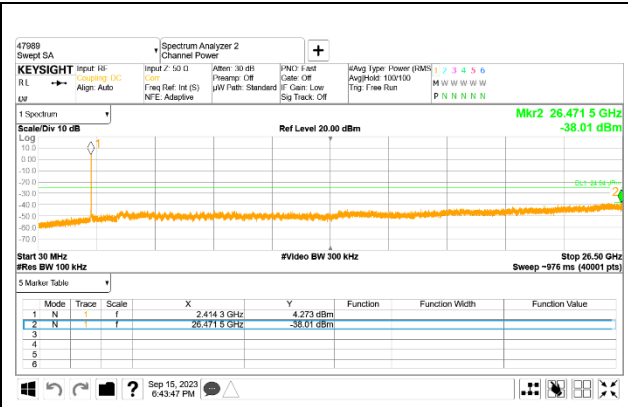 47989
Swept SA
Spectrum Analyzer 2
Channel Power
+
KEYSIGHT
RL
Input: RF
Coupling: DC
Align: Auto
Input Z: 50 Ω
Corr
Freq Ref: Int (S)
NFE: Adaptive
Atten: 30 dB
Preamp: Off
µW Path: Standard
PNO: Fast
Gate: Off
IF Gain: Low
Sig Track: Off
#Avg Type: Power (RMS
Avg|Hold: 100/100
Trig: Free Run
1 2 3 4 5 6
M W W W W W
P N N N N N
1 Spectrum
Mkr2 26.471 5 GHz
Scale/Div 10 dB
Ref Level 20.00 dBm
-38.01 dBm
Log
1
10.0
0.00
-10.0
-20.0
-30.0
2
-40.0
-50.0
-60.0
-70.0
Start 30 MHz
#Video BW 300 kHz
Stop 26.50 GHz
#Res BW 100 kHz
Sweep ~976 ms (40001 pts)
5 Marker Table
Mode Trace Scale X Y Function Function Width Function Value
1 N 1 f 2.414 3 GHz 4.273 dBm
2 N 1 f 26.471 5 GHz -38.01 dBm
3
4
5
6
?
Sep 15, 2023
6:43:47 PM